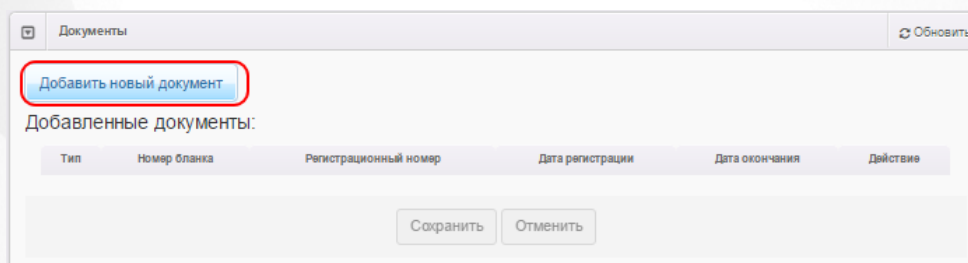 Документы Обновить
Добавить новый документ
Добавленные документы:
Тип Номер бланка Регистрационный номер Дата регистрации Дата окончания Действие
Сохранить Отменить